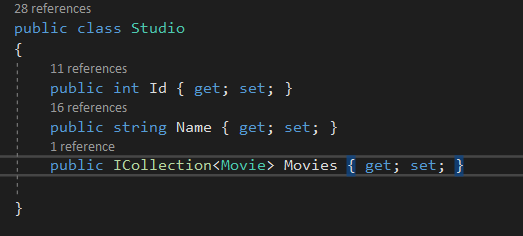 28 references
public class Studio
{
11 references
public int Id { get; set; }
16 references
public string Name { get; set; }
1 reference
public ICollection<Movie> Movies { get; set; }
}